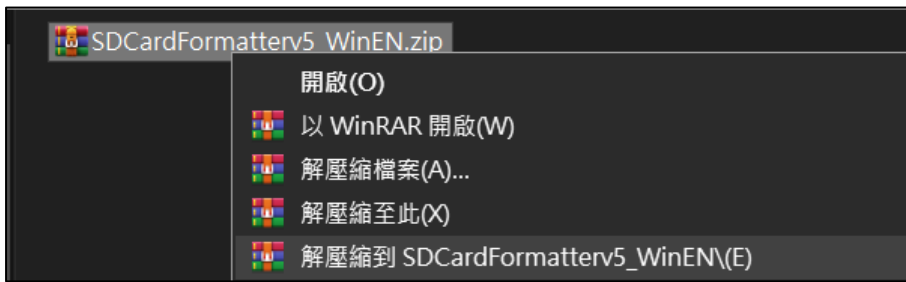 SDCardFormatterv5_WinEN.zip
開啟(O)
以 WinRAR 開啟(W)
解壓縮檔案(A)...
解壓縮至此(X)
解壓縮到 SDCardFormatterv5_WinEN\(E)